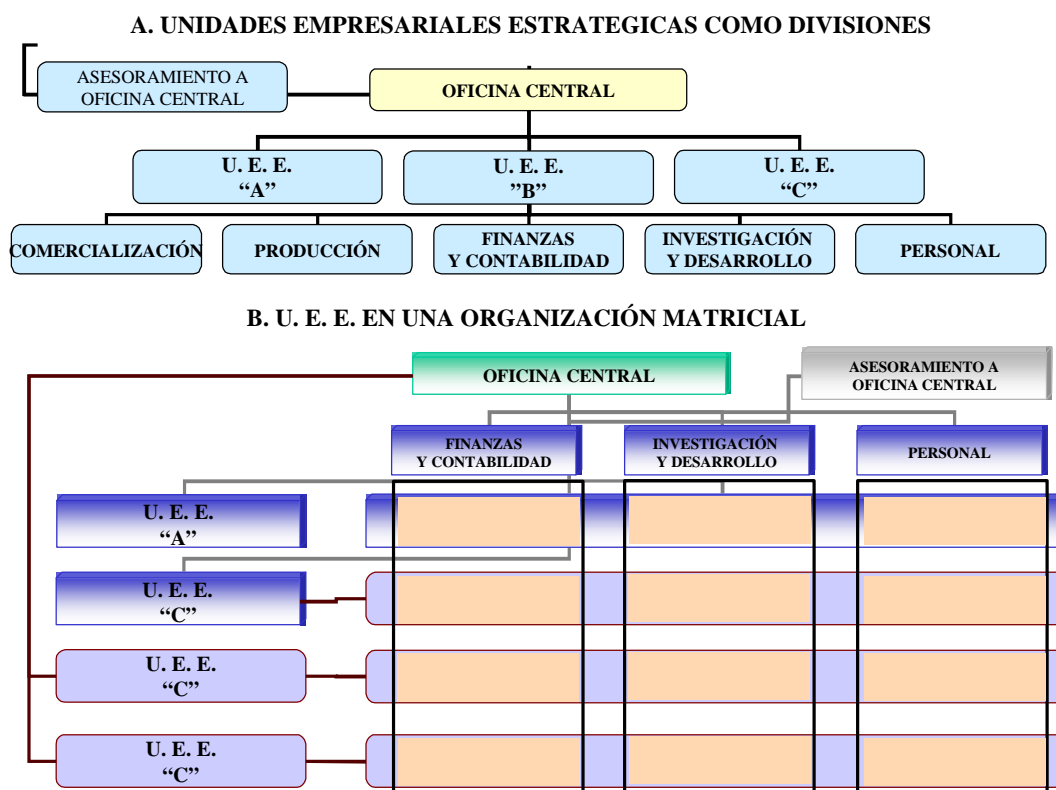 A. UNIDADES EMPRESARIALES ESTRATEGICAS COMO DIVISIONES
ASESORAMIENTO A
OFICINA CENTRAL
OFICINA CENTRAL
U. E. E.
“A”
U. E. E.
”B”
U. E. E.
“C”
COMERCIALIZACIÓN
PRODUCCIÓN
FINANZAS
Y CONTABILIDAD
INVESTIGACIÓN
Y DESARROLLO
PERSONAL
B. U. E. E. EN UNA ORGANIZACIÓN MATRICIAL
OFICINA CENTRAL
ASESORAMIENTO A
OFICINA CENTRAL
FINANZAS
Y CONTABILIDAD
INVESTIGACIÓN
Y DESARROLLO
PERSONAL
U. E. E.
“A”
U. E. E.
“C”
U. E. E.
“C”
U. E. E.
“C”